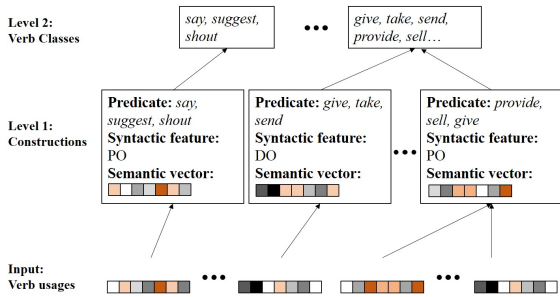 Level 2:
Verb Classes
say, suggest,
shout
give, take, send,
provide, sell…
Level 1:
Constructions
Predicate: say,
suggest, shout
Syntactic feature:
PO
Semantic vector:
Predicate: give, take,
send
Syntactic feature:
DO
Semantic vector:
Predicate: provide,
sell, give
Syntactic feature:
PO
Semantic vector:
Input:
Verb usages